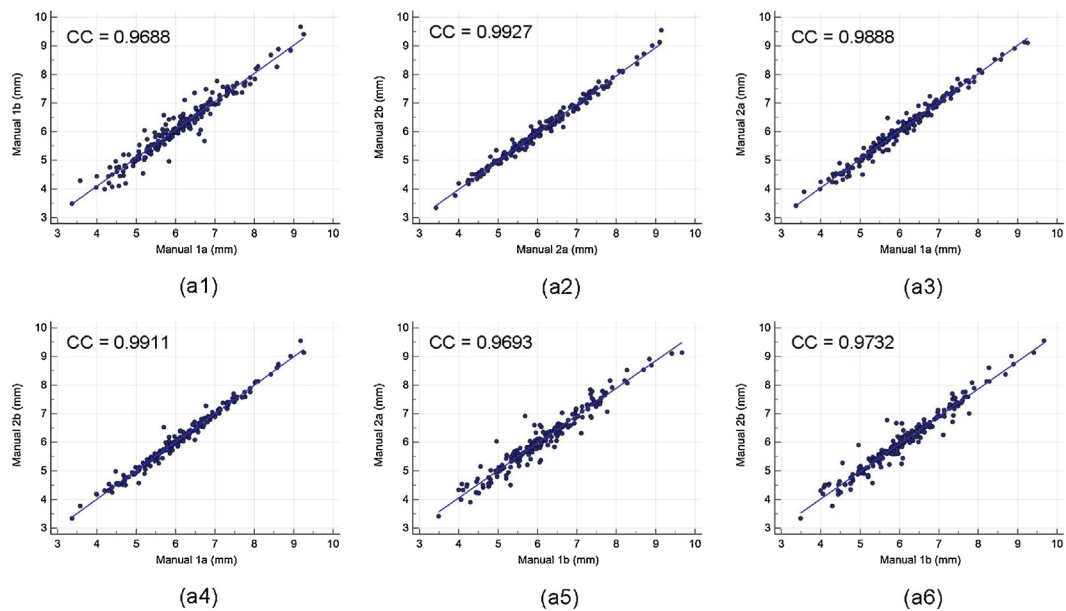 CC = 0.9688
10
9
8
7
6
5
4
3
Manual 1b (mm)
3 4 5 6 7 8 9 10
Manual 1a (mm)
(a1)
CC = 0.9927
10
9
8
7
6
5
4
3
Manual 2b (mm)
3 4 5 6 7 8 9 10
Manual 2a (mm)
(a2)
CC = 0.9888
10
9
8
7
6
5
4
3
Manual 2a (mm)
3 4 5 6 7 8 9 10
Manual 1a (mm)
(a3)
CC = 0.9911
10
9
8
7
6
5
4
3
Manual 2b (mm)
3 4 5 6 7 8 9 10
Manual 1a (mm)
(a4)
CC = 0.9693
10
9
8
7
6
5
4
3
Manual 2a (mm)
3 4 5 6 7 8 9 10
Manual 1b (mm)
(a5)
CC = 0.9732
10
9
8
7
6
5
4
3
Manual 2b (mm)
3 4 5 6 7 8 9 10
Manual 1b (mm)
(a6)